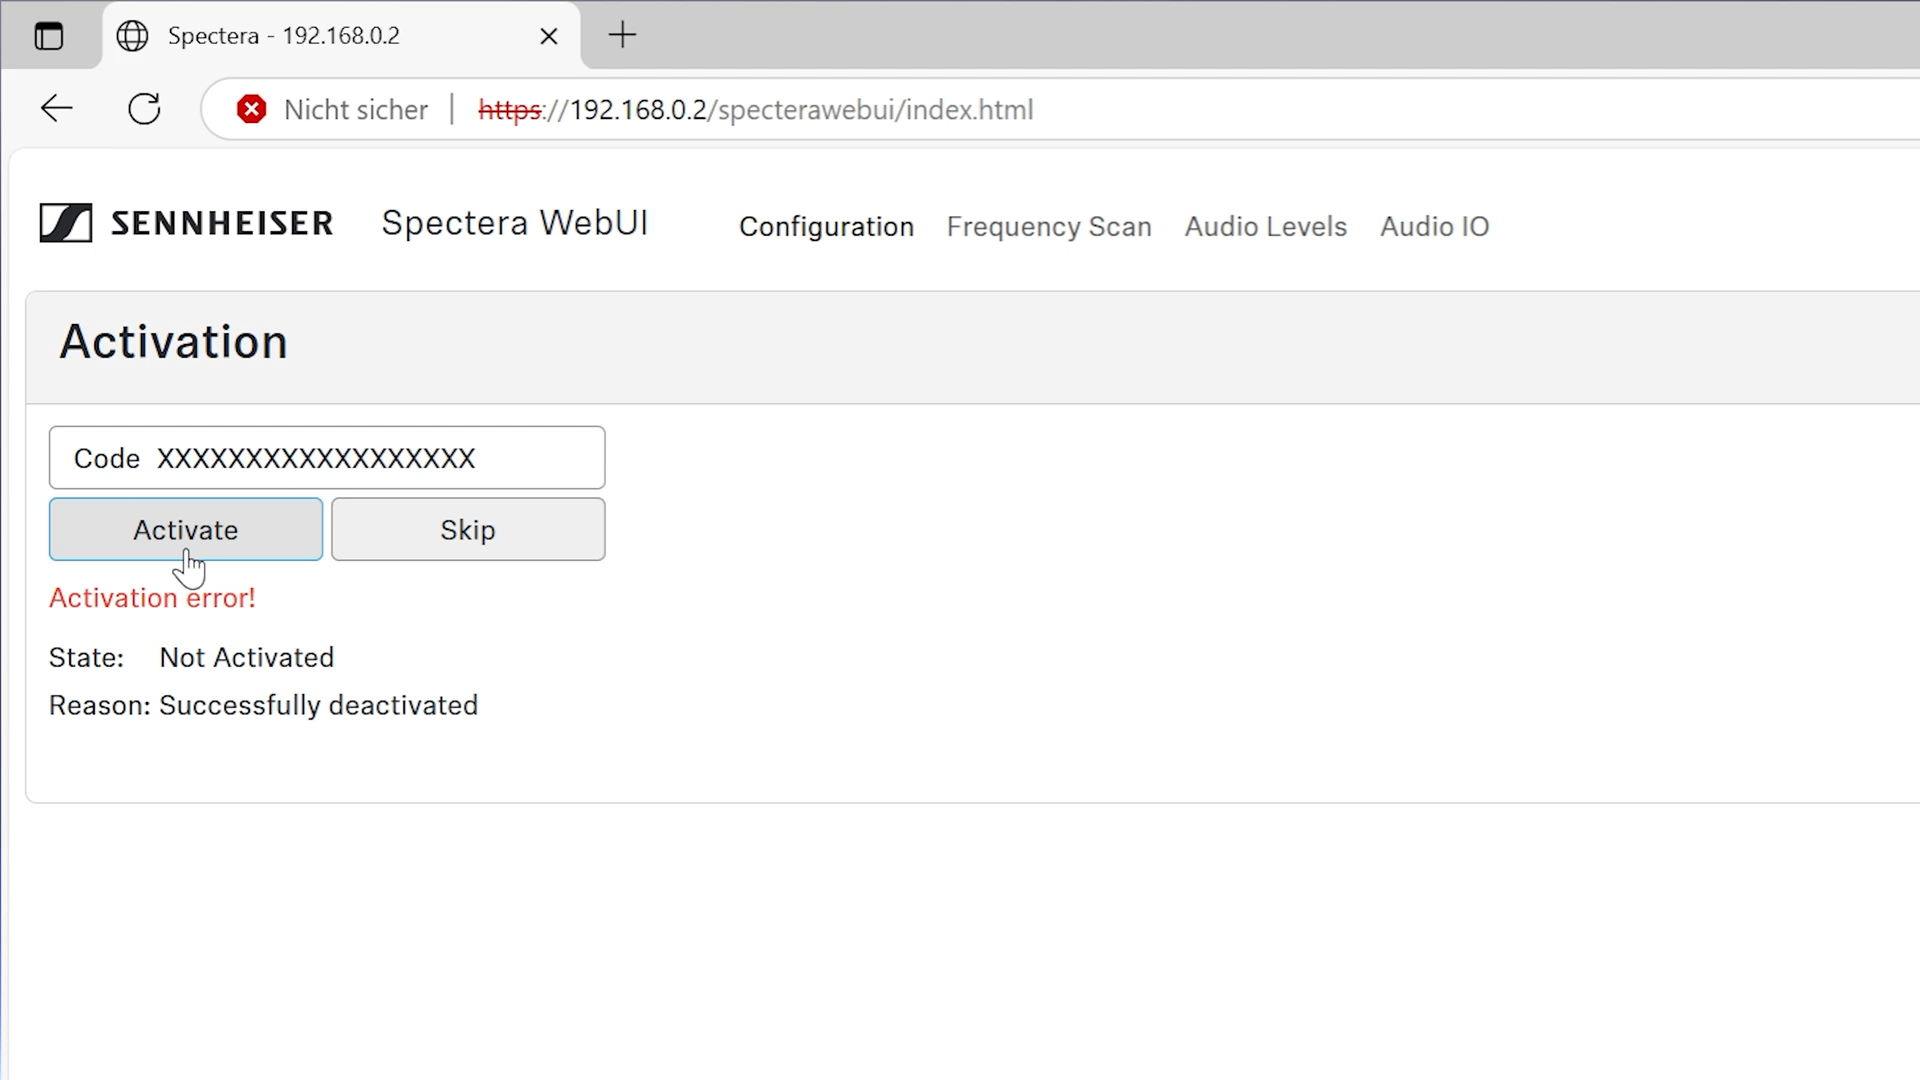 Spectera - 192.168.0.2
Nicht sicher | https://192.168.0.2/specterawebui/index.html
SENNHEISER Spectera WebUI Configuration Frequency Scan Audio Levels Audio IO
Activation
Code XXXXXXXXXXXXXXXXXX
Activate Skip
Activation error!
State: Not Activated
Reason: Successfully deactivated